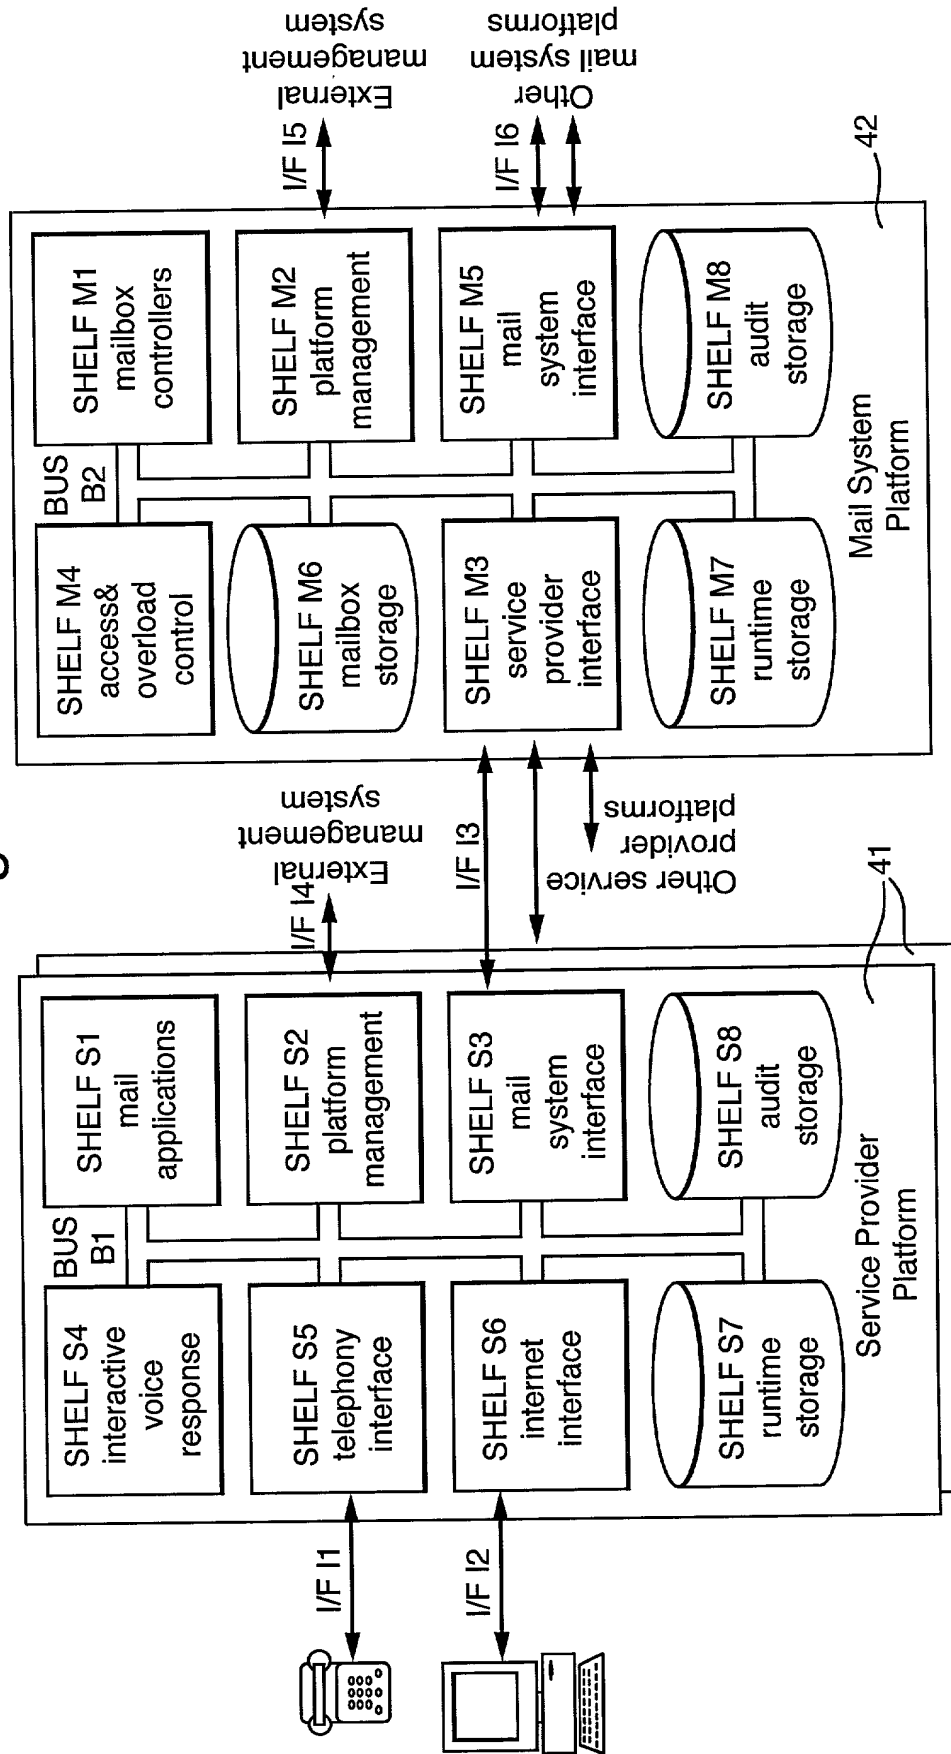 I/F I1
I/F I2
SHELF S4
interactive
voice
response
BUS
B1
SHELF S1
mail
applications
SHELF S5
telephony
interface
SHELF S2
platform
management
SHELF S6
internet
interface
SHELF S3
mail
system
interface
SHELF S7
runtime
storage
SHELF S8
audit
storage
Service Provider
Platform
41
I/F I4
External
management
system
I/F I3
Other service
provider
platforms
SHELF M4
access&
overload
control
BUS
B2
SHELF M1
mailbox
controllers
SHELF M6
mailbox
storage
SHELF M2
platform
management
SHELF M3
service
provider
interface
SHELF M5
mail
system
interface
SHELF M7
runtime
storage
SHELF M8
audit
storage
Mail System
Platform
42
I/F I5
External
management
system
I/F I6
Other
mail system
platforms